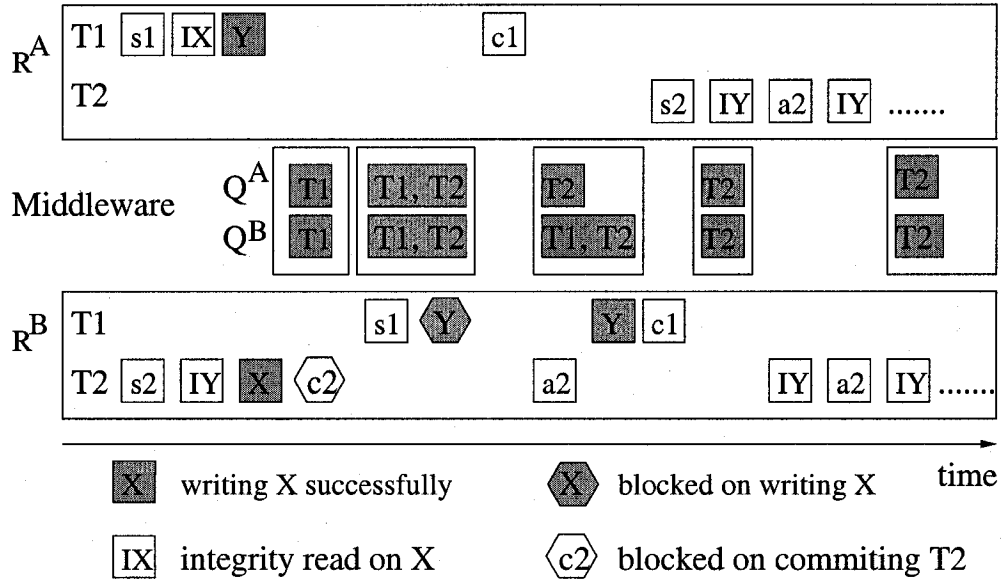 R^A T1 s1 IX Y c1
T2 s2 IY a2 IY .......
Middleware Q^A T1 T1, T2 T2 T2 T2
Q^B T1 T1, T2 T1, T2 T2 T2
R^B T1 s1 Y Y c1
T2 s2 IY X c2 a2 IY a2 IY .......
time
X writing X successfully X blocked on writing X
IX integrity read on X c2 blocked on commiting T2